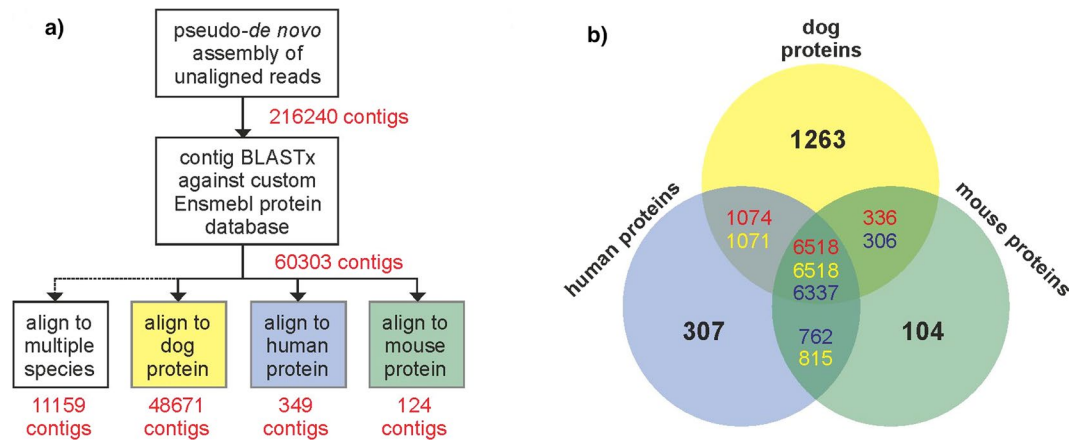 a)
pseudo-de novo
assembly of
unaligned reads
216240 contigs
contig BLASTx
against custom
Ensmebl protein
database
60303 contigs
align to
multiple
species
align to
dog
protein
align to
human
protein
align to
mouse
protein
11159
contigs
48671
contigs
349
contigs
124
contigs
b)
dog
proteins
1263
human proteins
mouse proteins
1074
1071
336
306
6518
6518
6337
307
762
815
104